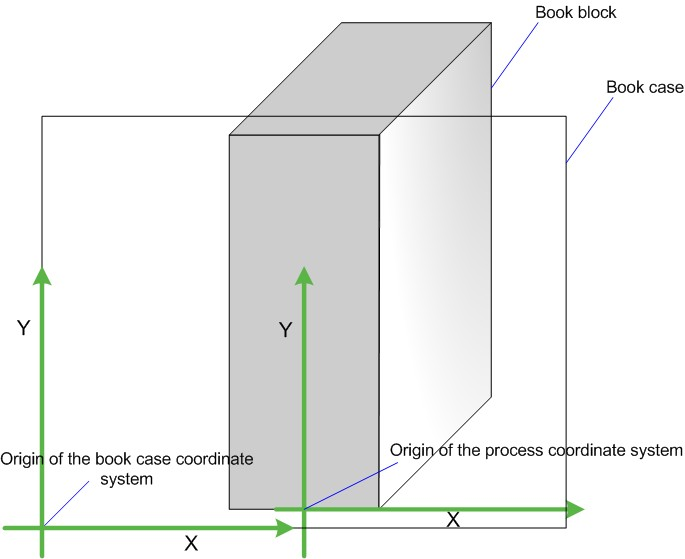 Book block
Book case
Y
Y
Origin of the process coordinate system
Origin of the book case coordinate
system
X
X